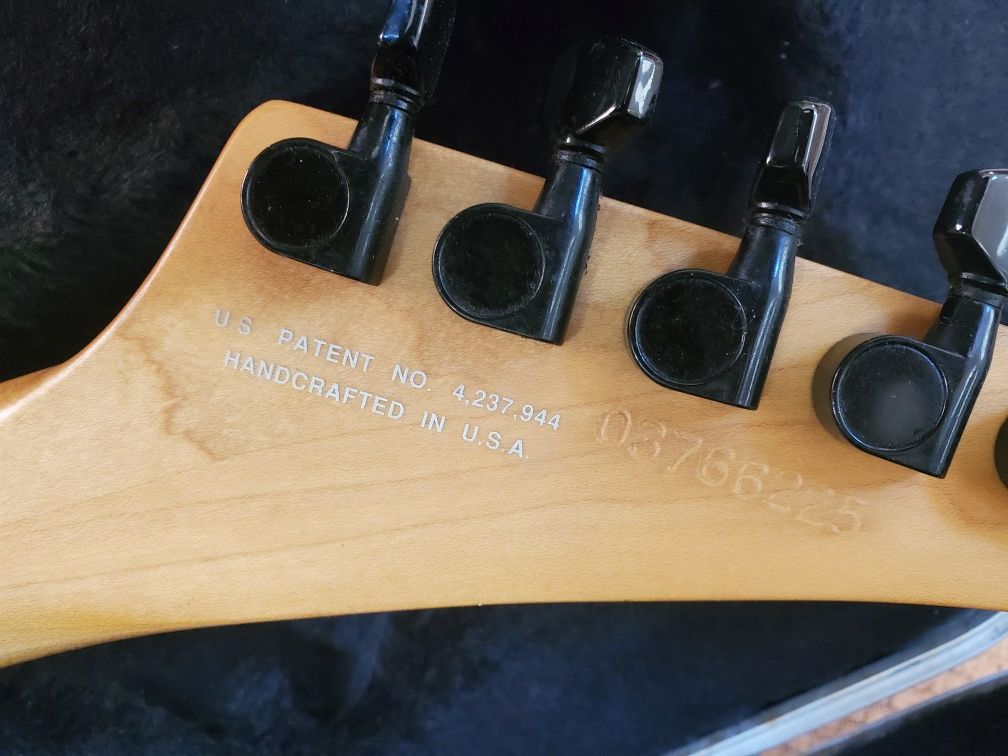 U.S. PATENT NO. 4,237,944
HANDCRAFTED IN U.S.A.
03766225